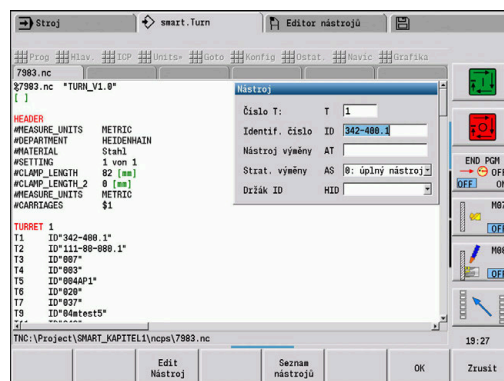 Stroj
smart.Turn
Editor nástrojů
Prog Hlav. ICP Units» Goto Konfig Ostat. Navic Grafika
7983.nc
%7983.nc "TURN_V1.0"
[ ]
HEADER
#MEASURE_UNITS METRIC
#DEPARTMENT HEIDENHAIN
#MATERIAL Stahl
#SETTING 1 von 1
#CLAMP_LENGTH 82 [mm]
#CLAMP_LENGTH_2 0 [mm]
#MEASURE_UNITS METRIC
#CARRIAGES $1
TURRET 1
T1 ID"342-400.1"
T2 ID"111-80-080.1"
T3 ID"007"
T4 ID"003"
T5 ID"004AP1"
T6 ID"020"
T7 ID"037"
T9 ID"04mtest5"
Nástroj
Číslo T: T 1
Identif. číslo ID 342-400.1
Nástroj výměny AT
Strat. výměny AS 0: úplný nástroj
Držák ID HID
TNC:\Project\SMART_KAPITEL1\ncps\7983.nc
END PGM
OFF
OFF ON
OFF
OFF
19:27
Edit
Nástroj
Seznam
nástrojů
OK
Zrusit